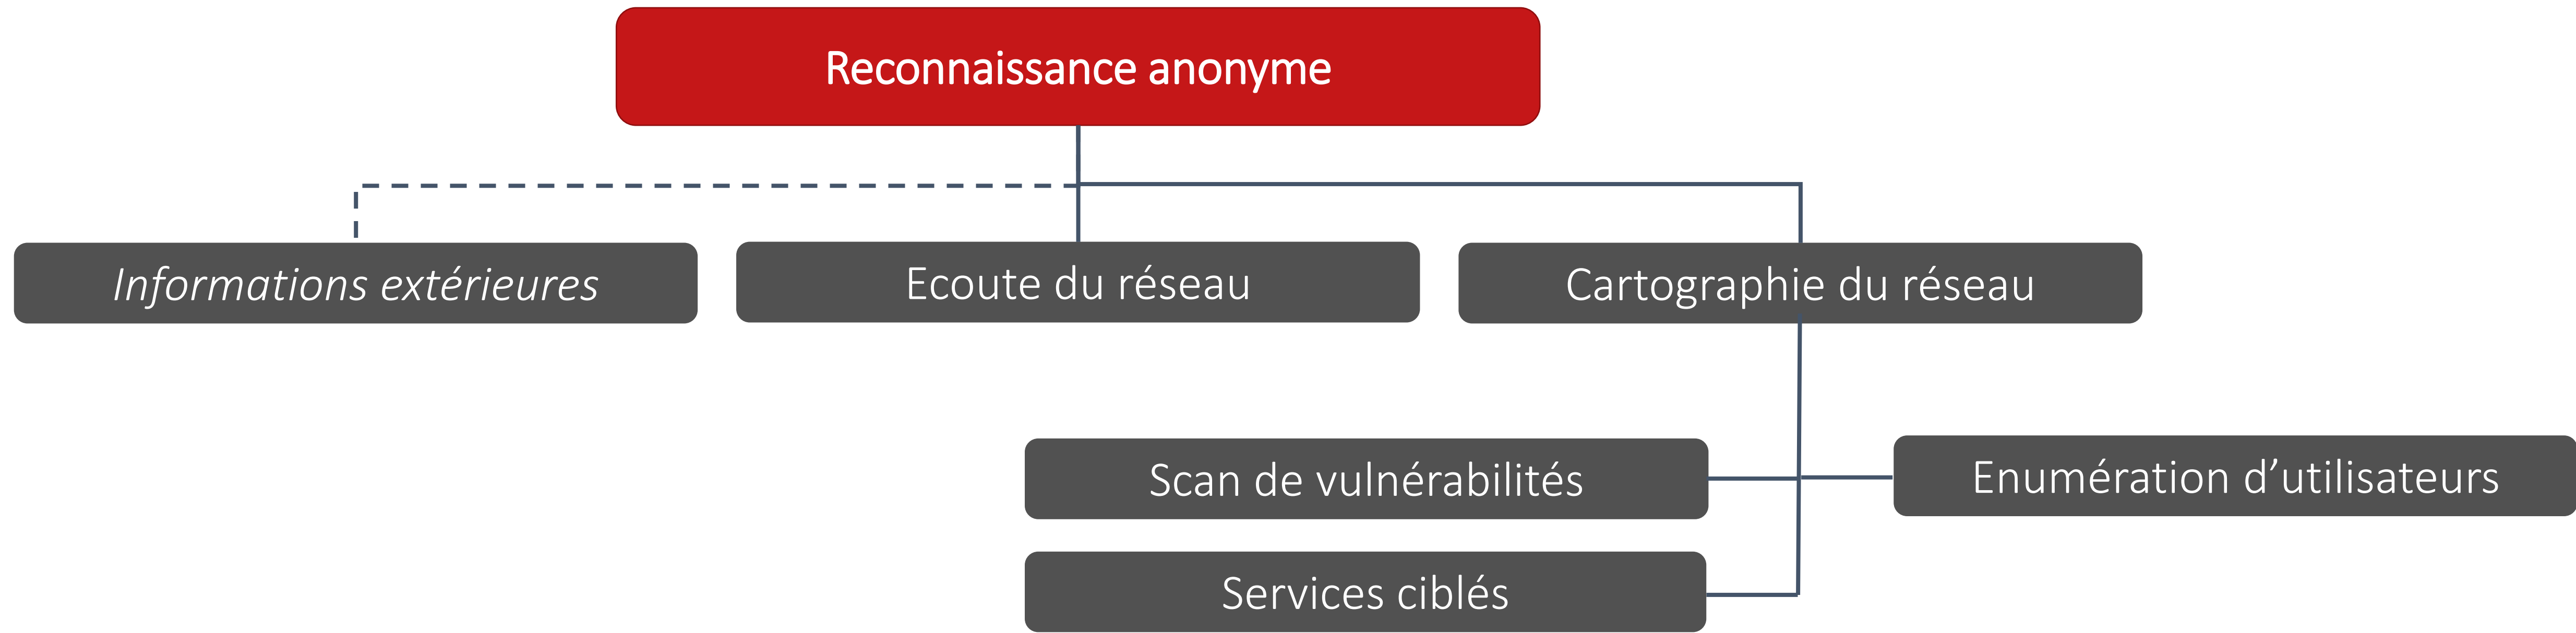 Reconnaissance anonyme
Informations extérieures
Ecoute du réseau
Cartographie du réseau
Scan de vulnérabilités
Enumération d’utilisateurs
Services ciblés